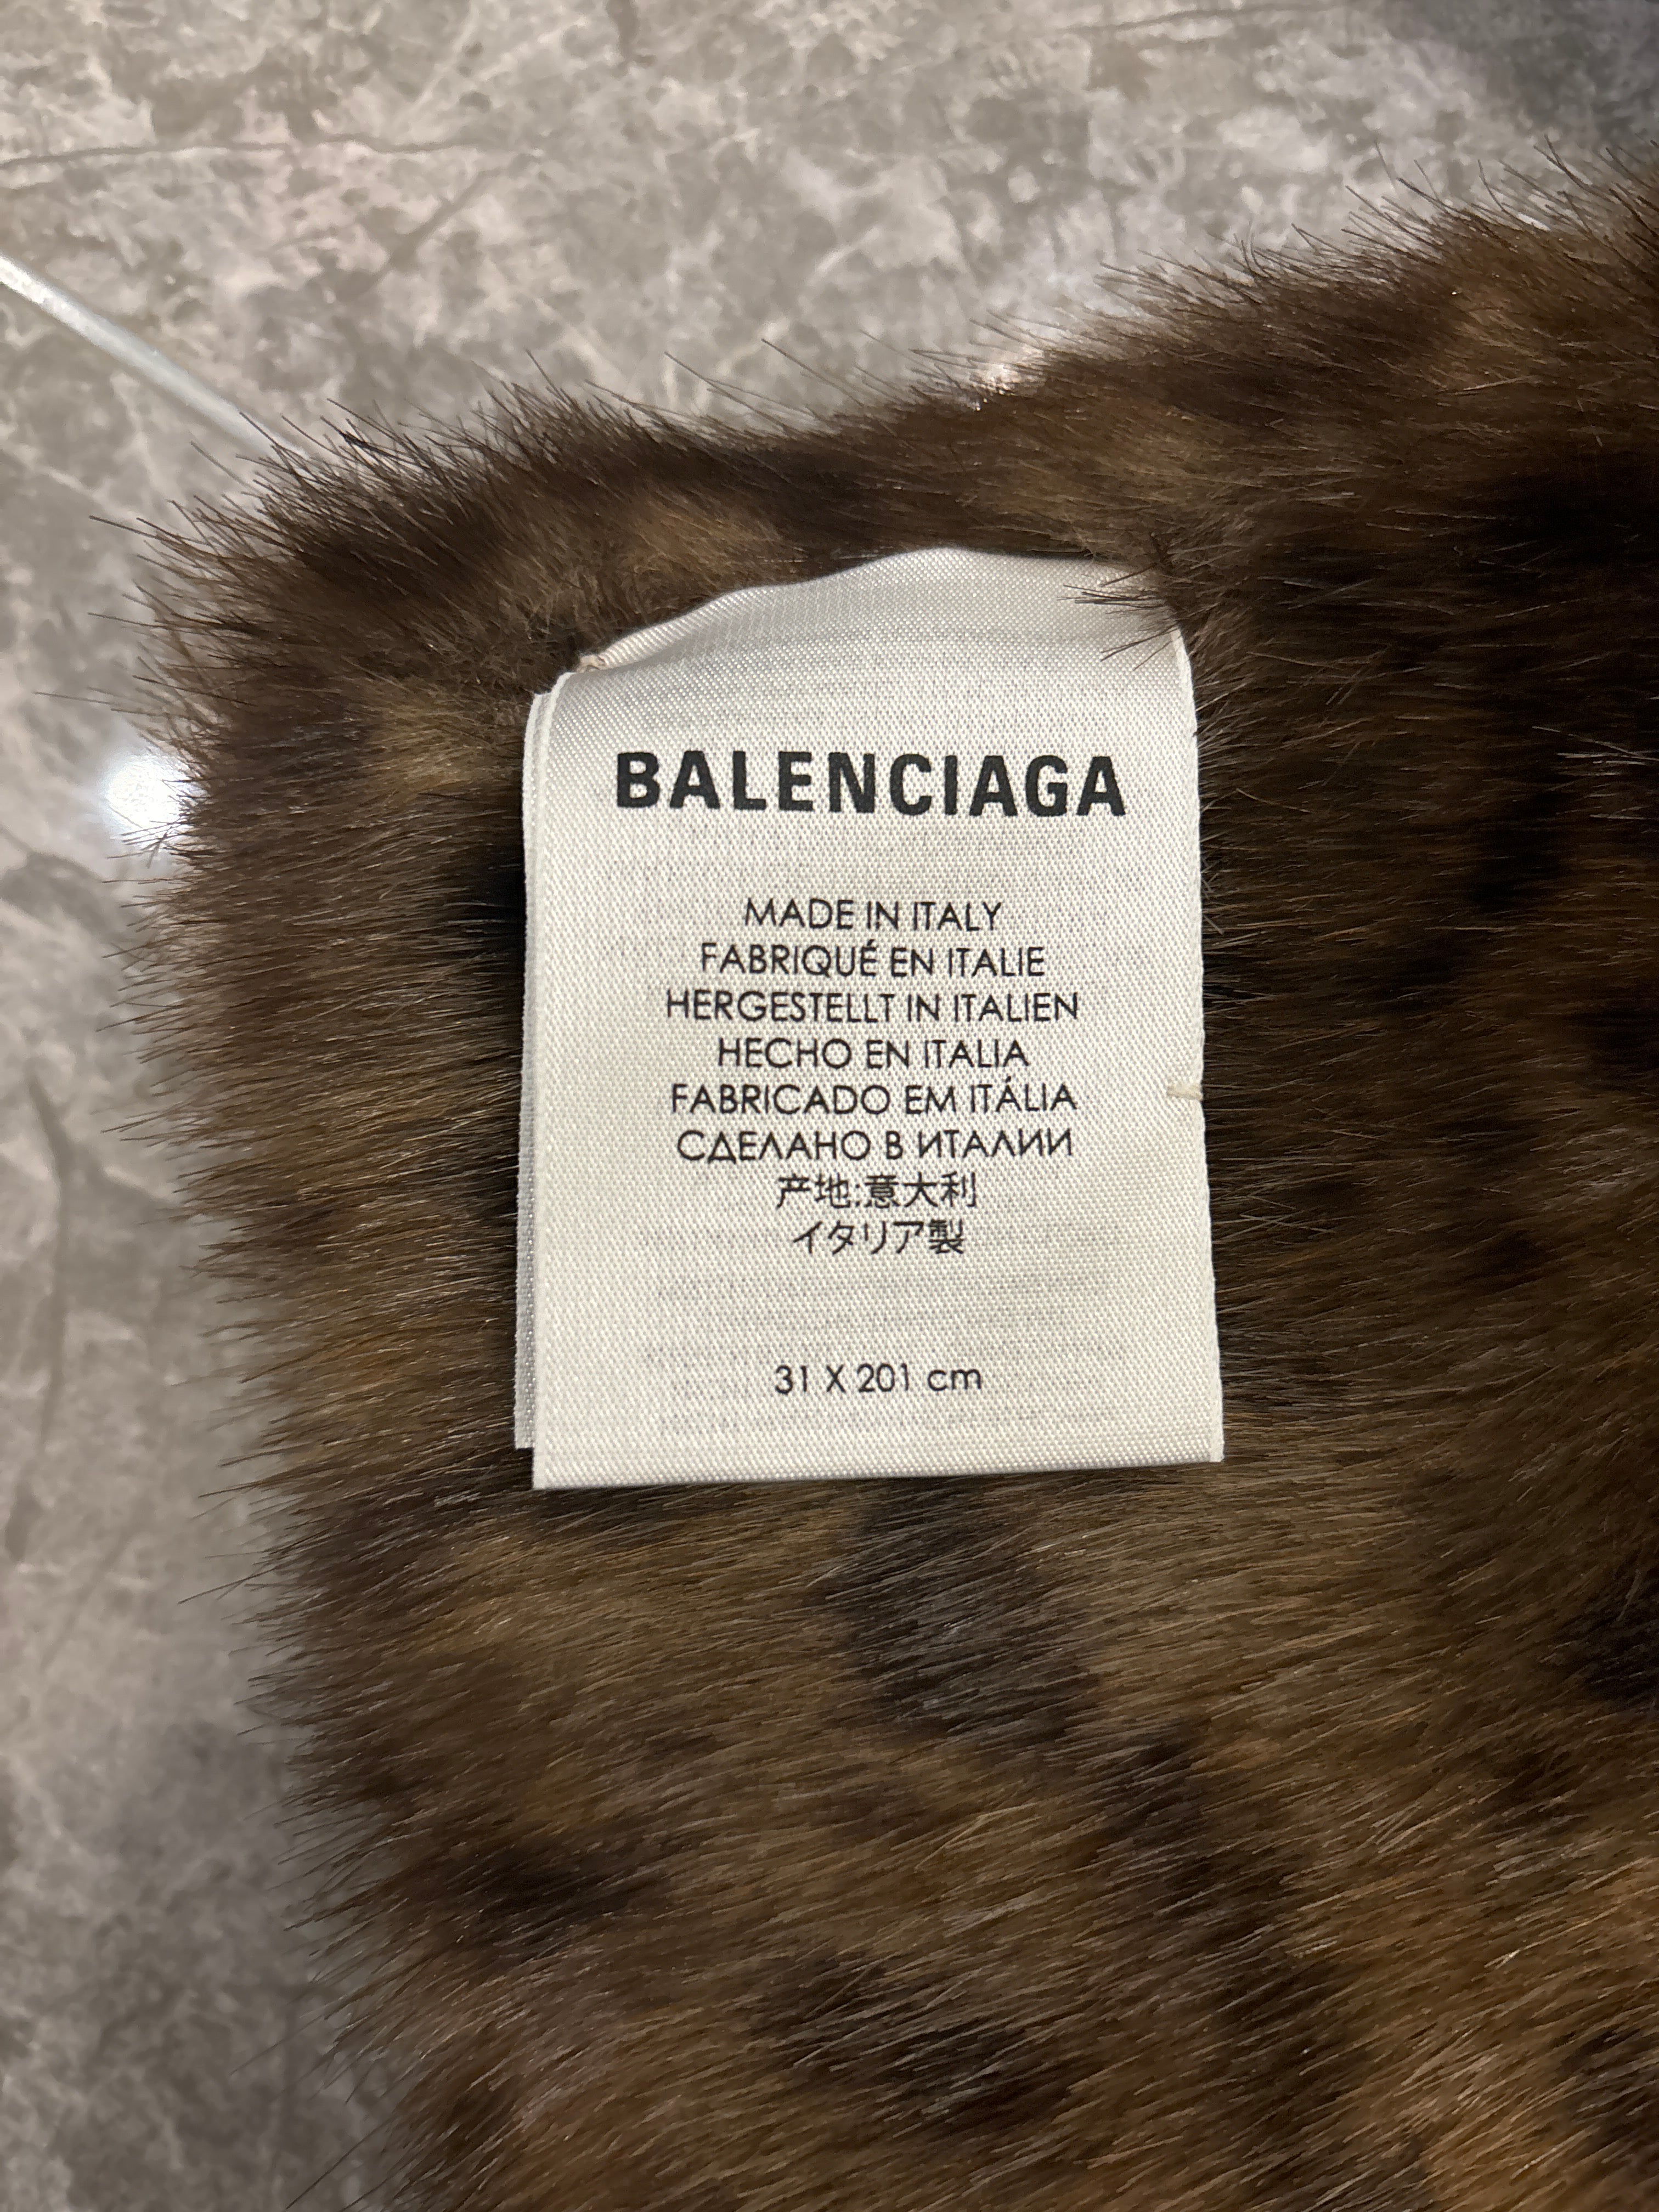 BALENCIAGA
MADE IN ITALY
FABRIQUÉ EN ITALIE
HERGESTELLT IN ITALIEN
HECHO EN ITALIA
FABRICADO EM ITÁLIA
СДЕЛАНО В ИТАЛИИ
产地:意大利
イタリア製
31 X 201 cm